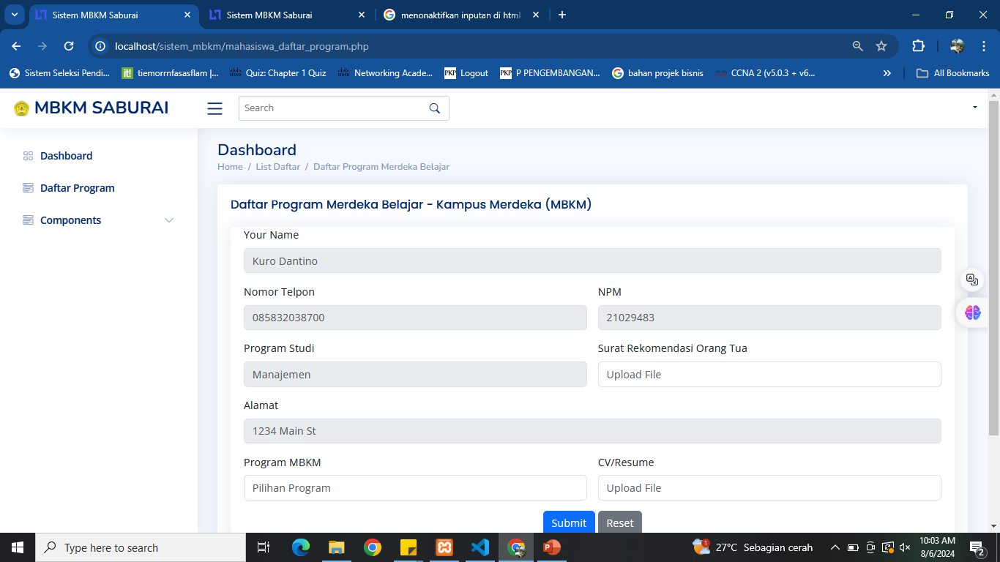 Sistem MBKM Saburai
Sistem MBKM Saburai
menonaktifkan inputan di html
localhost/sistem_mbkm/mahasiswa_daftar_program.php
Sistem Seleksi Pendi...
it!
tiemorrnfasasflam |...
Quiz: Chapter 1 Quiz
Networking Acade...
PKP
Logout
PKP
P PENGEMBANGAN...
bahan projek bisnis
CCNA 2 (v5.0.3 + v6...
All Bookmarks
MBKM SABURAI
Search
Dashboard
Daftar Program
Components
Dashboard
Home / List Daftar / Daftar Program Merdeka Belajar
Daftar Program Merdeka Belajar - Kampus Merdeka (MBKM)
Your Name
Kuro Dantino
Nomor Telpon
NPM
085832038700
21029483
Program Studi
Surat Rekomendasi Orang Tua
Manajemen
Upload File
Alamat
1234 Main St
Program MBKM
CV/Resume
Pilihan Program
Upload File
Submit
Reset
Type here to search
1
27°C Sebagian cerah
10:03 AM
8/6/2024
2